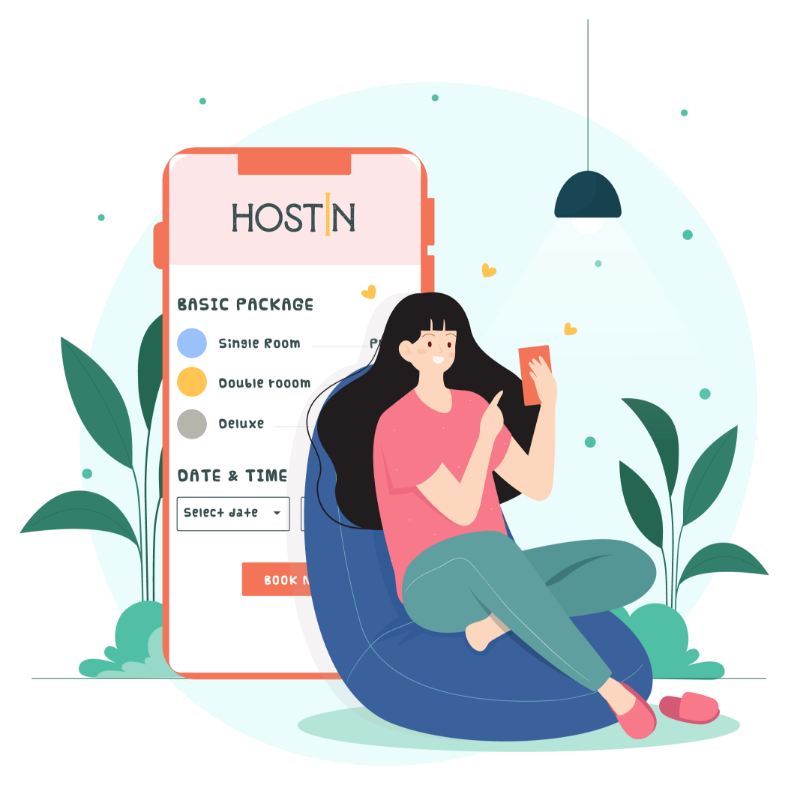 HOSTIN
BASIC PACKAGE
Single Room
Double rooom
Deluxe
DATE & TIME
Select date
BOOK